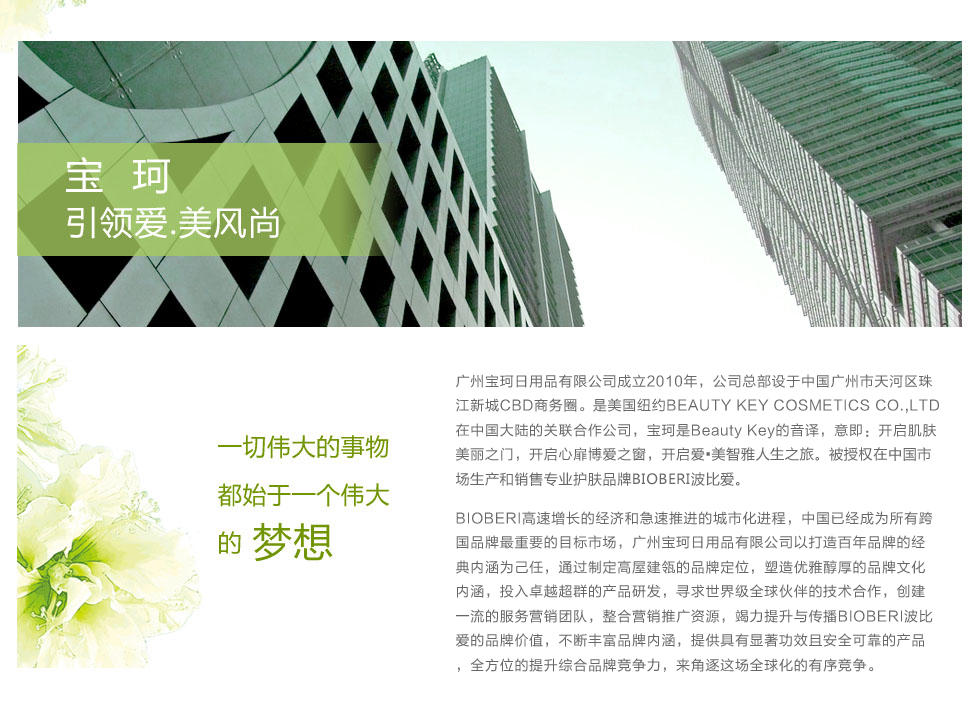 宝 珂
引领爱.美风尚
一切伟大的事物
都始于一个伟大
的 梦想
广州宝珂日用品有限公司成立2010年，公司总部设于中国广州市天河区珠
江新城CBD商务圈。是美国纽约BEAUTY KEY COSMETICS CO.,LTD
在中国大陆的关联合作公司，宝珂是Beauty Key的音译，意即：开启肌肤
美丽之门，开启心扉博爱之窗，开启爱•美智雅人生之旅。被授权在中国市
场生产和销售专业护肤品牌BIOBERI波比爱。
BIOBERI高速增长的经济和急速推进的城市化进程，中国已经成为所有跨
国品牌最重要的目标市场，广州宝珂日用品有限公司以打造百年品牌的经
典内涵为己任，通过制定高屋建瓴的品牌定位，塑造优雅醇厚的品牌文化
内涵，投入卓越超群的产品研发，寻求世界级全球伙伴的技术合作，创建
一流的服务营销团队，整合营销推广资源，竭力提升与传播BIOBERI波比
爱的品牌价值，不断丰富品牌内涵，提供具有显著功效且安全可靠的产品
，全方位的提升综合品牌竞争力，来角逐这场全球化的有序竞争。